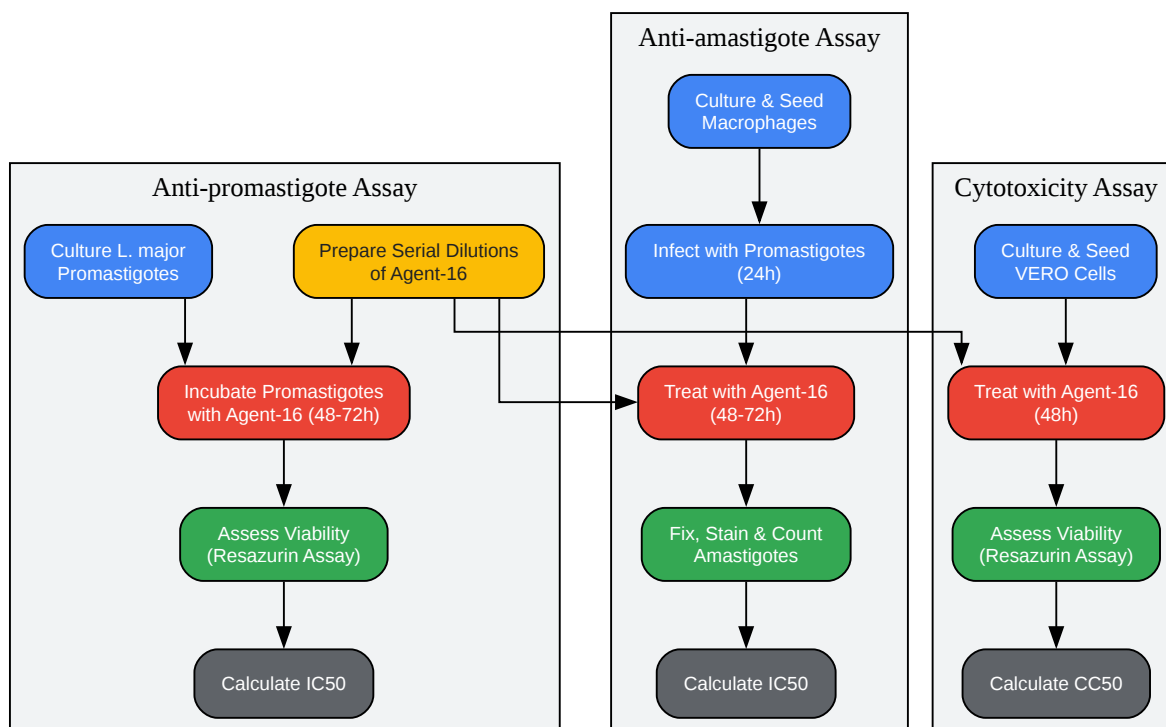 Anti-amastigote Assay
Culture & Seed
Macrophages
Anti-promastigote Assay
Cytotoxicity Assay
Culture L. major
Promastigotes
Prepare Serial Dilutions
of Agent-16
Infect with Promastigotes
(24h)
Culture & Seed
VERO Cells
Incubate Promastigotes
with Agent-16 (48-72h)
Treat with Agent-16
(48-72h)
Treat with Agent-16
(48h)
Assess Viability
(Resazurin Assay)
Fix, Stain & Count
Amastigotes
Assess Viability
(Resazurin Assay)
Calculate IC50
Calculate IC50
Calculate CC50